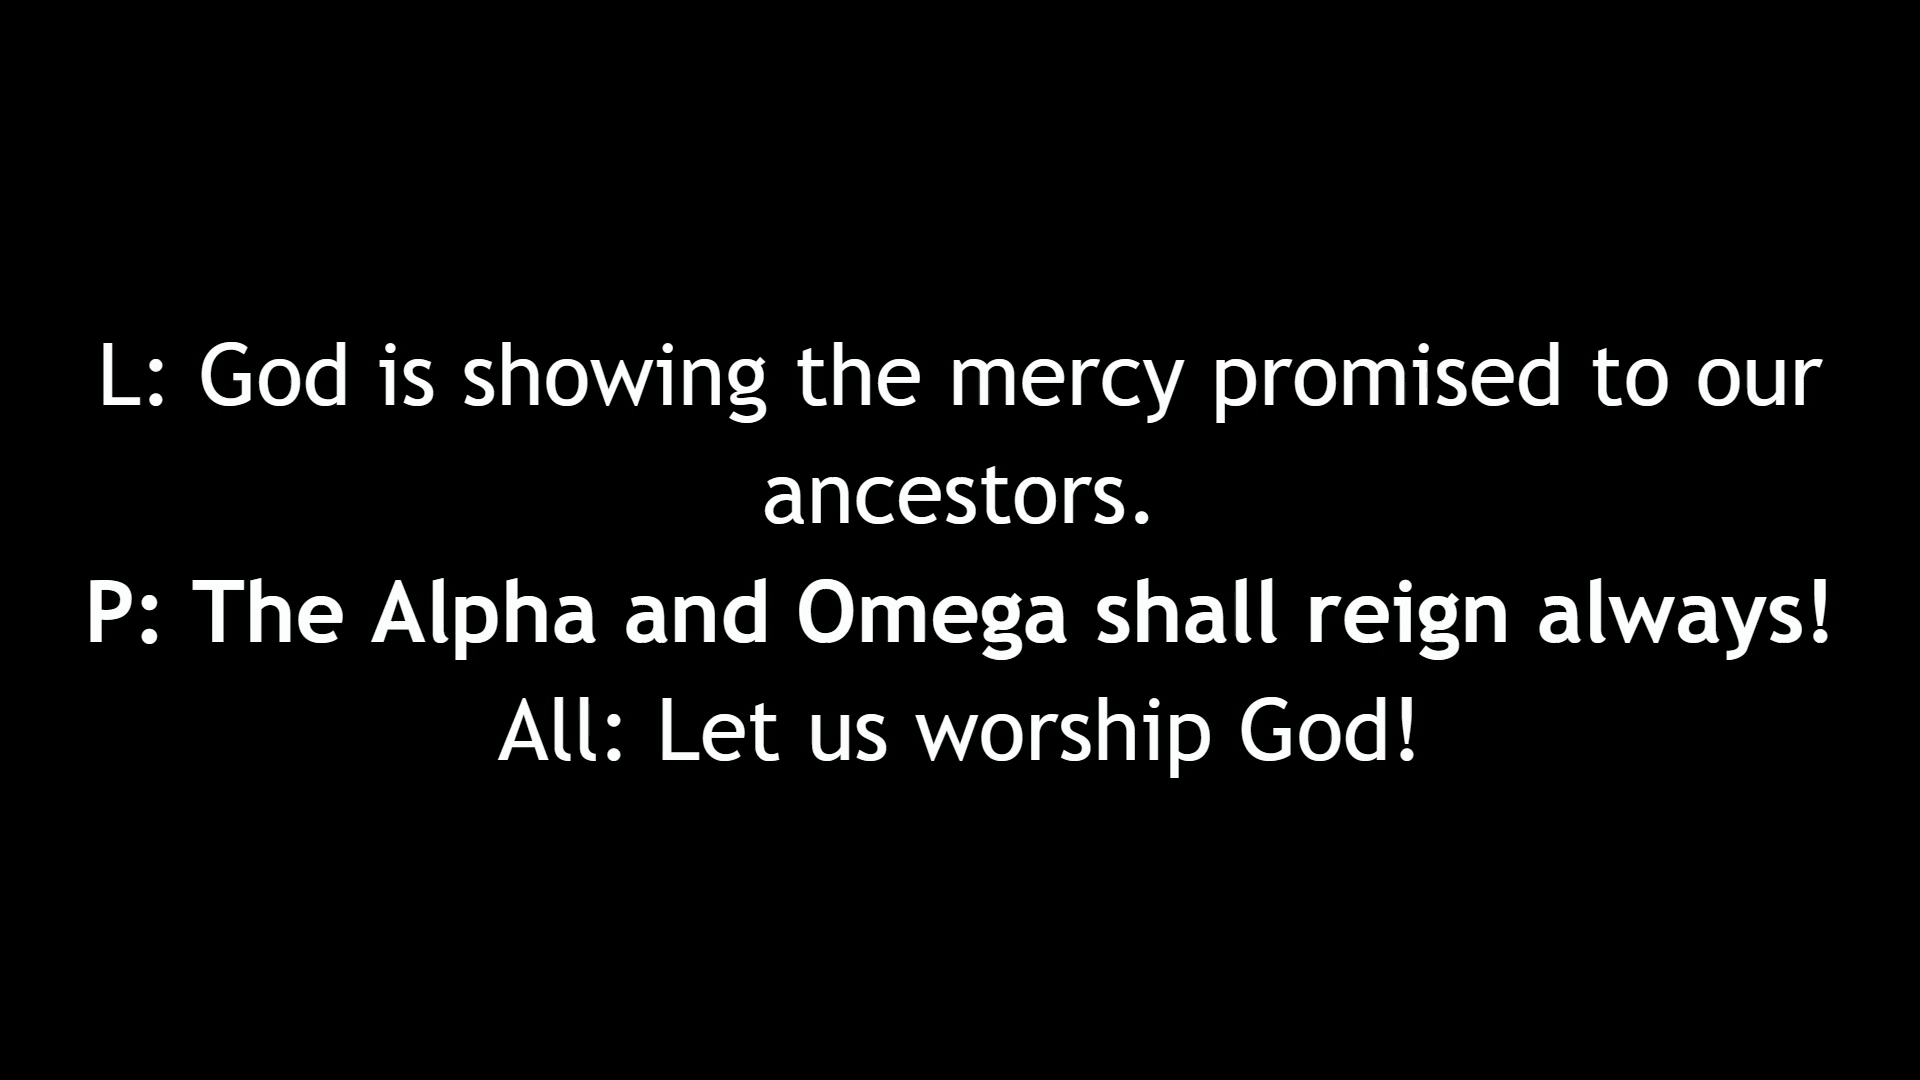 L: God is showing the mercy promised to our
ancestors.
P: The Alpha and Omega shall reign always!
All: Let us worship God!